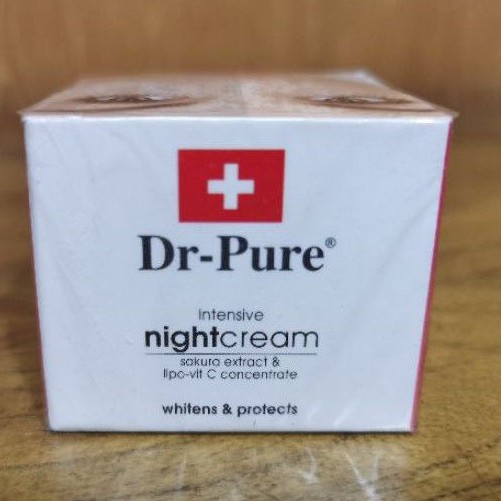 Dr-Pure®
intensive
nightcream
sakura extract &
lipo-vit C concentrate
whitens & protects